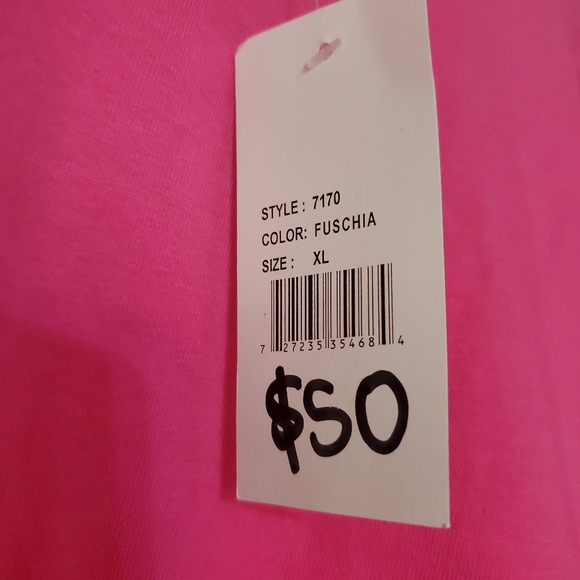 STYLE : 7170
COLOR: FUSCHIA
SIZE : XL
7 27235 35468 4
$50